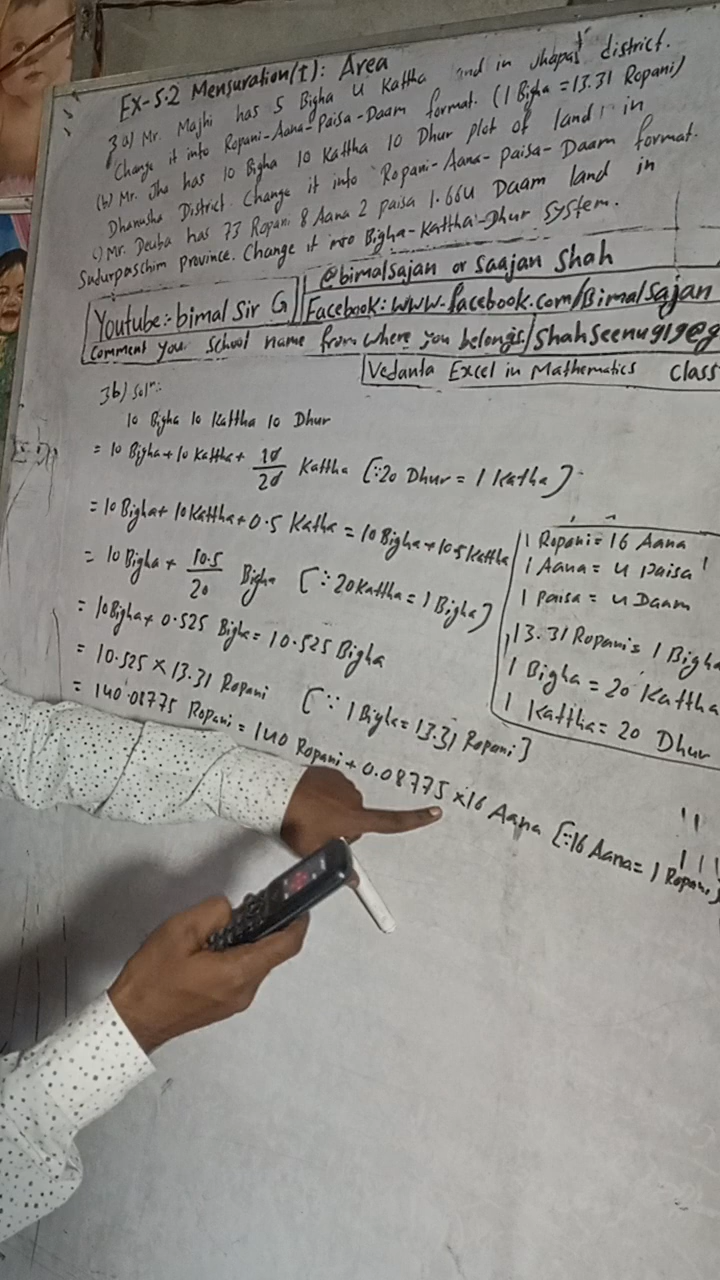 Ex-5.2 Mensuration(I): Area
3 a) Mr. Majhi has 5 Bigha 4 Kattha land in Jhapa district.
Change it into Ropani-Aana-Paisa-Daam format. (1 Bigha = 13.31 Ropani)
(b) Mr. Jha has 10 Bigha 10 Kattha 10 Dhur plot of land in
Dhanusha District. Change it into Ropani-Aana-Paisa-Daam format.
c) Mr. Deuba has 73 Ropani 8 Aana 2 paisa 1.664 Daam land in
Sudurpaschim province. Change it into Bigha-Kattha-Dhur System.
@bimalsajan or Saajan Shah
Youtube:- bimal Sir G
Facebook: www.facebook.com/Bimalsajan
Comment your school name from where you belongs/shahseenu919@g
Vedanta Excel in Mathematics Class
3b) Solⁿ:
10 Bigha 10 Kattha 10 Dhur
= 10 Bigha + 10 Kattha + 10/20 Kattha [∵ 20 Dhur = 1 Katha]
= 10 Bigha + 10 Kattha + 0.5 Katha = 10 Bigha + 10.5 Kattha
= 10 Bigha + 10.5/20 Bigha [∵ 20 Kattha = 1 Bigha]
= 10 Bigha + 0.525 Bigha = 10.525 Bigha
= 10.525 × 13.31 Ropani [∵ 1 Bigha = 13.31 Ropani]
= 140.08775 Ropani = 140 Ropani + 0.08775 × 16 Aana [∵ 16 Aana = 1 Ropani]
1 Ropani = 16 Aana
1 Aana = 4 paisa
1 paisa = 4 Daam
13.31 Ropani = 1 Bigha
1 Bigha = 20 Kattha
1 Kattha = 20 Dhur